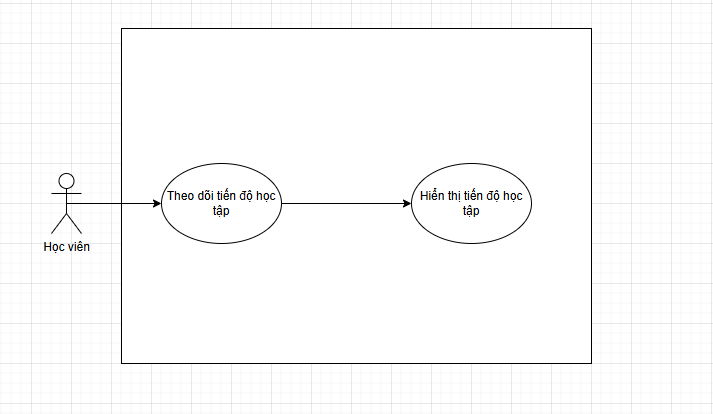 Theo dõi tiến độ học
tập
Hiển thị tiến độ học
tập
Học viên